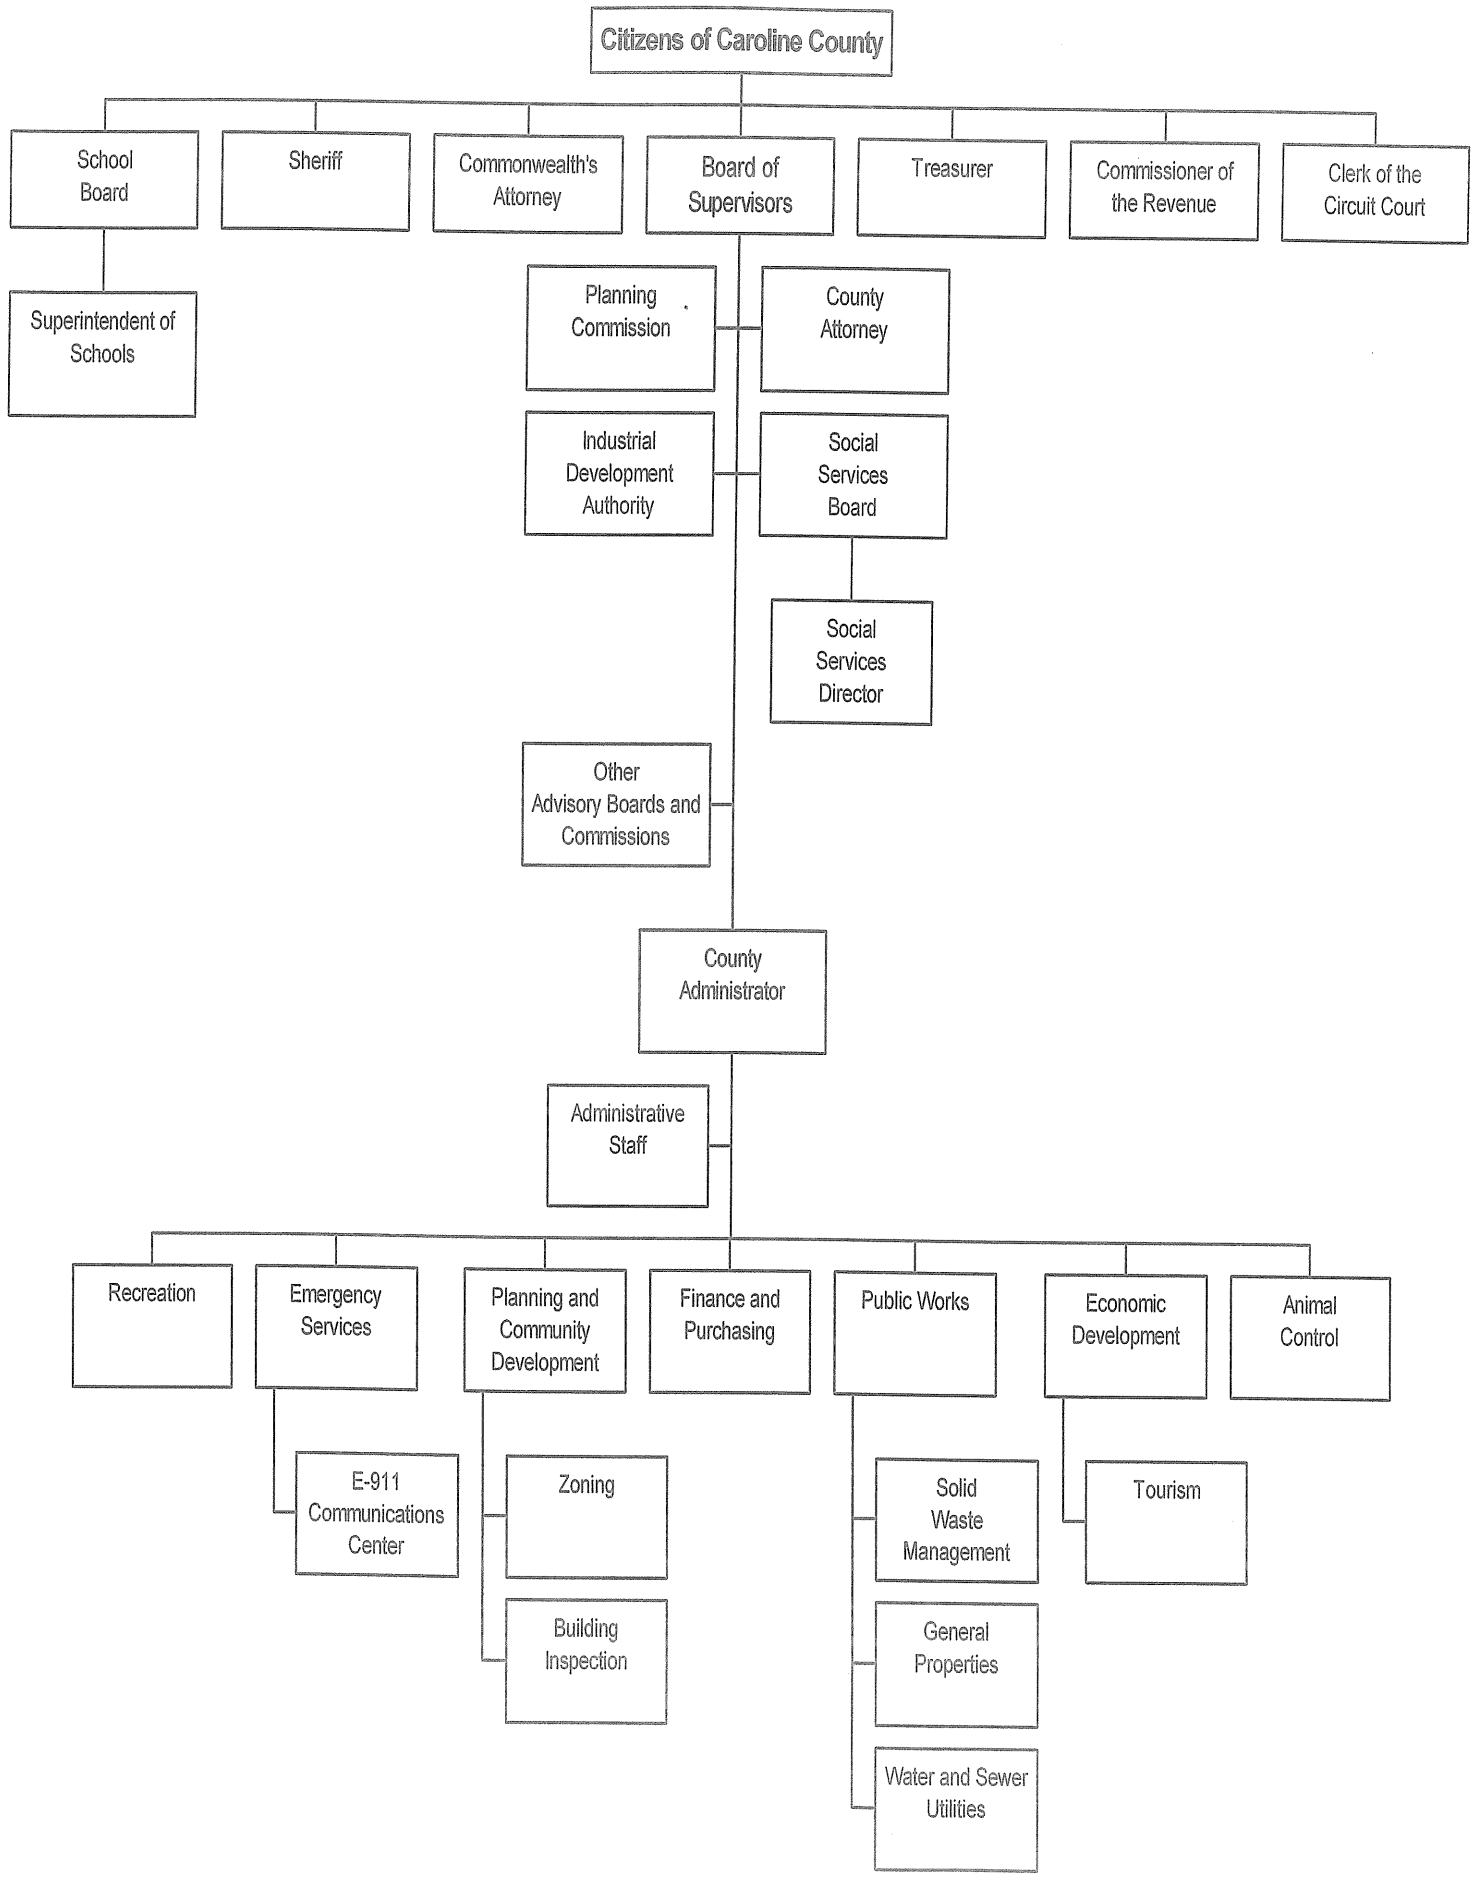 Citizens of Caroline County
School
Board
Sheriff
Commonwealth's
Attorney
Board of
Supervisors
Treasurer
Commissioner of
the Revenue
Clerk of the
Circuit Court
Superintendent of
Schools
Planning
Commission
County
Attorney
Industrial
Development
Authority
Social
Services
Board
Social
Services
Director
Other
Advisory Boards and
Commissions
County
Administrator
Administrative
Staff
Recreation
Emergency
Services
Planning and
Community
Development
Finance and
Purchasing
Public Works
Economic
Development
Animal
Control
E-911
Communications
Center
Zoning
Building
Inspection
Solid
Waste
Management
General
Properties
Water and Sewer
Utilities
Tourism